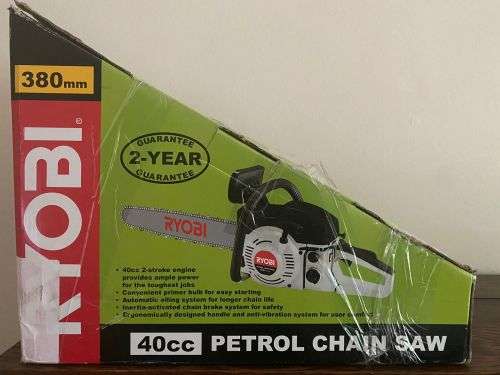 380mm
RYOBI
GUARANTEE
2-YEAR
GUARANTEE
RYOBI
RYOBI
• 40cc 2-stroke engine
provides ample power
for the toughest jobs
• Convenient primer bulb for easy starting
• Automatic oiling system for longer chain life
• Inertia-activated chain brake system for safety
• Ergonomically designed handle and anti-vibration system for user comfort
40cc PETROL CHAIN SAW